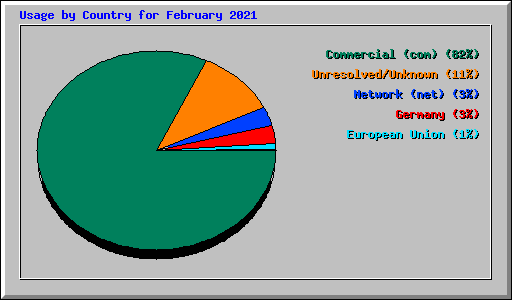 Usage by Country for February 2021
Commercial (com) (82%)
Unresolved/Unknown (11%)
Network (net) (3%)
Germany (3%)
European Union (1%)